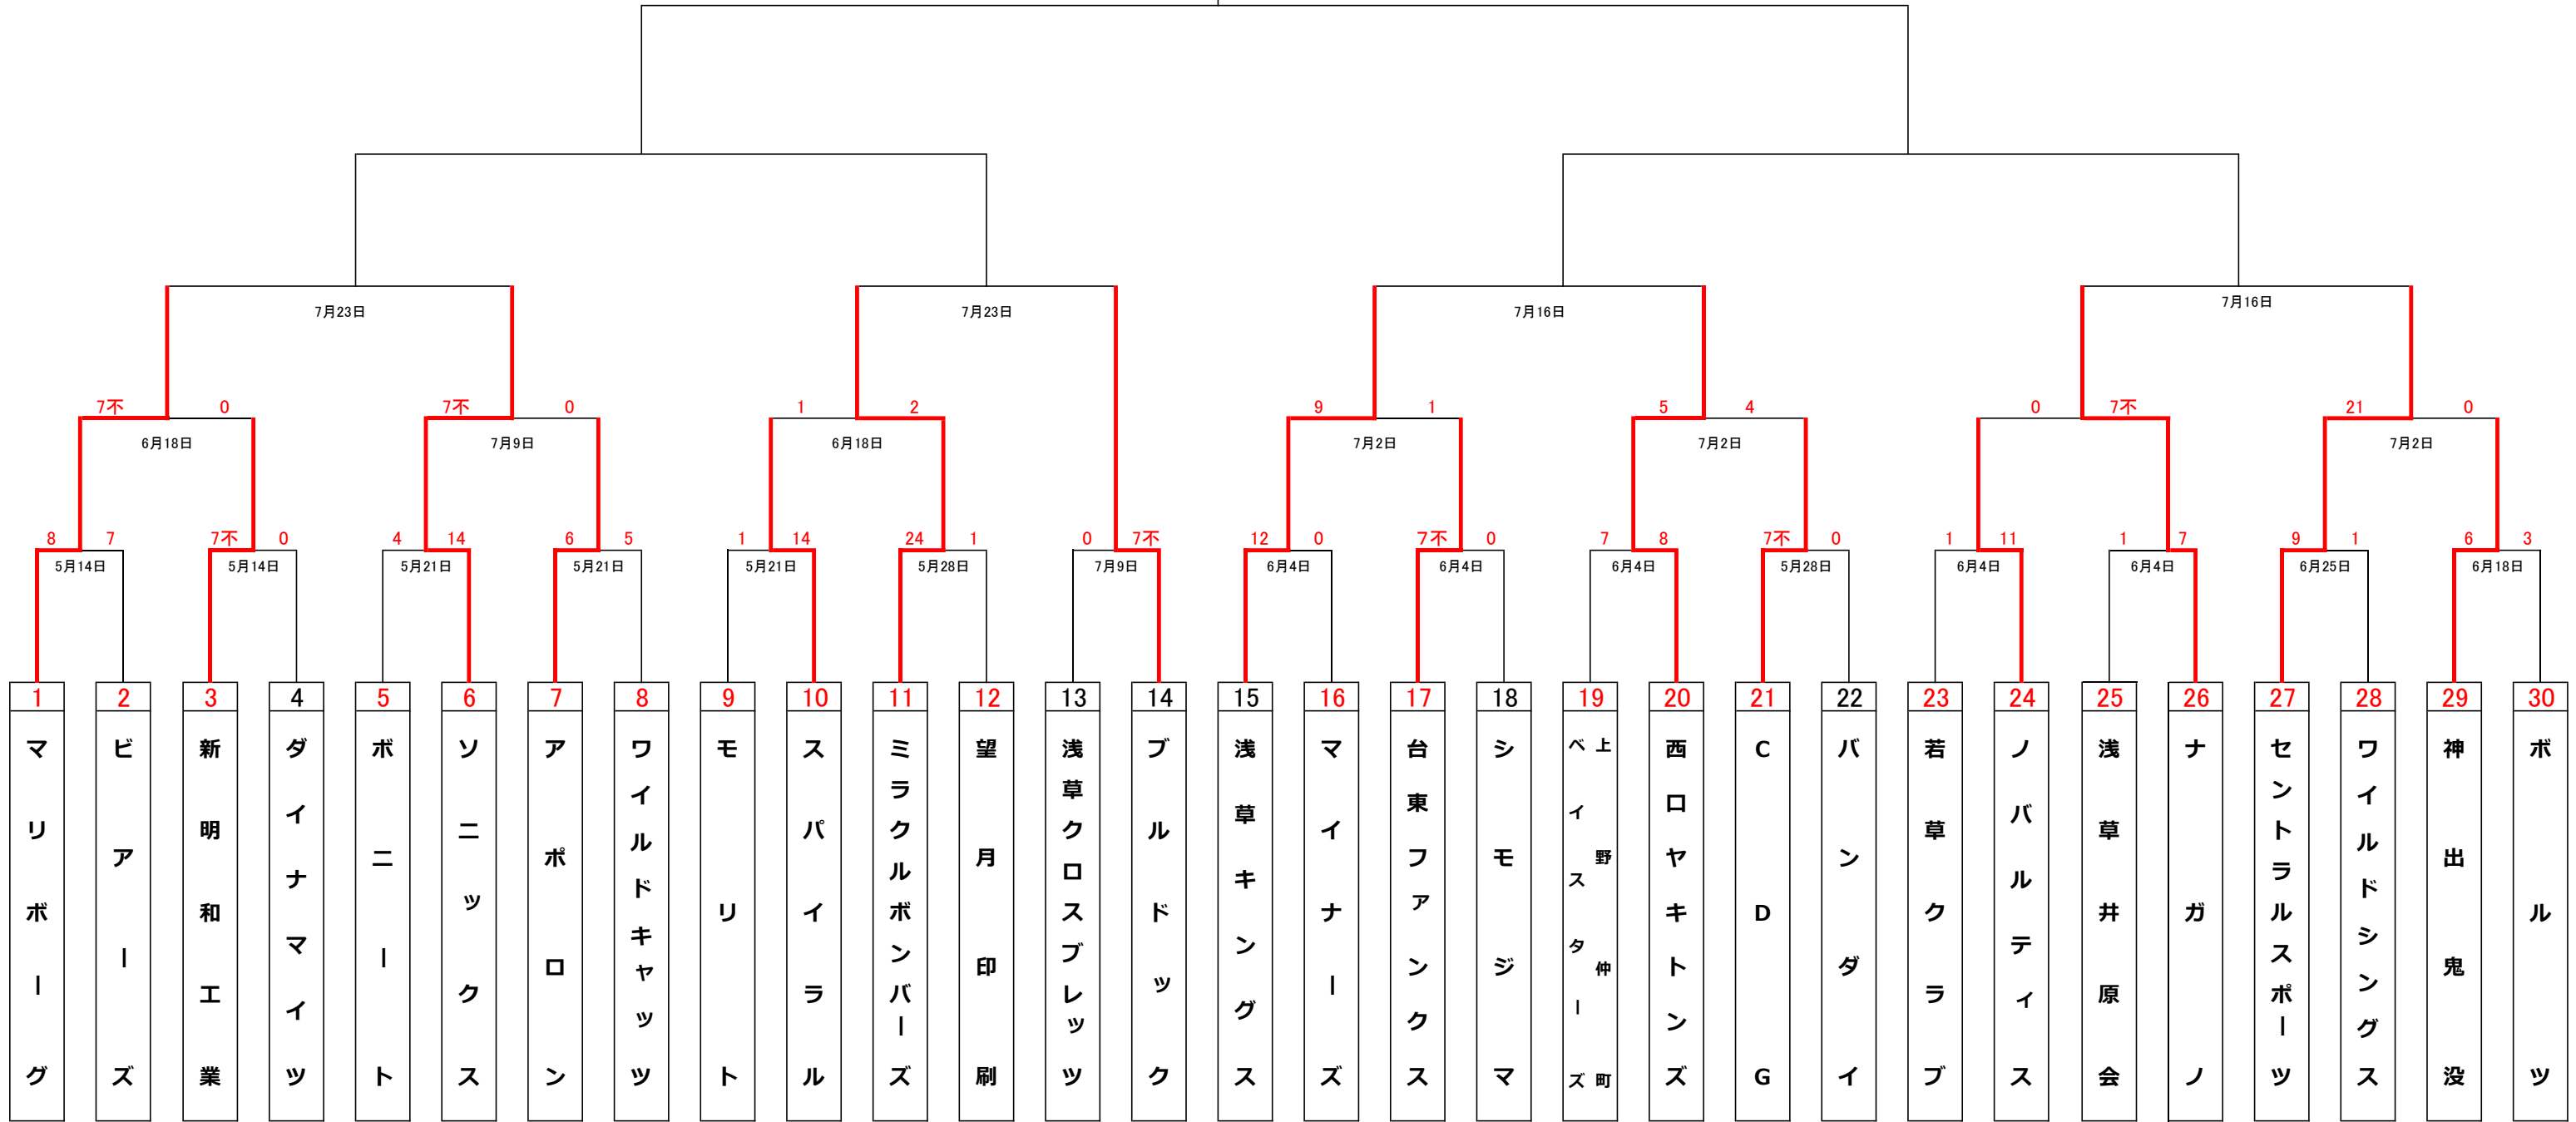 7月23日 7月23日 7月16日 7月16日
7不 0 7不 0 1 2 9 1 5 4 0 7不 21 0
6月18日 7月9日 6月18日 7月2日 7月2日 7月2日
8 7 7不 0 4 14 6 5 1 14 24 1 0 7不 12 0 7不 0 7 8 7不 0 1 11 1 7 9 1 6 3
5月14日 5月14日 5月21日 5月21日 5月21日 5月28日 7月9日 6月4日 6月4日 6月4日 5月28日 6月4日 6月4日 6月25日 6月18日
1 2 3 4 5 6 7 8 9 10 11 12 13 14 15 16 17 18 19 20 21 22 23 24 25 26 27 28 29 30
マリボーグ
ビアーズ
新明和工業
ダイナマイツ
ボニート
ソニックス
アポロン
ワイルドキャッツ
モリト
スパイラル
ミラクルボンバーズ
望月印刷
浅草クロスブレッツ
ブルドック
浅草キングス
マイナーズ
台東ファンクス
シモジマ
上野仲町
ベイスターズ
西口ヤキトンズ
CDG
バンダイ
若草クラブ
ノバルティス
浅草井原会
ナガノ
セントラルスポーツ
ワイルドシングス
神出鬼没
ボルツ